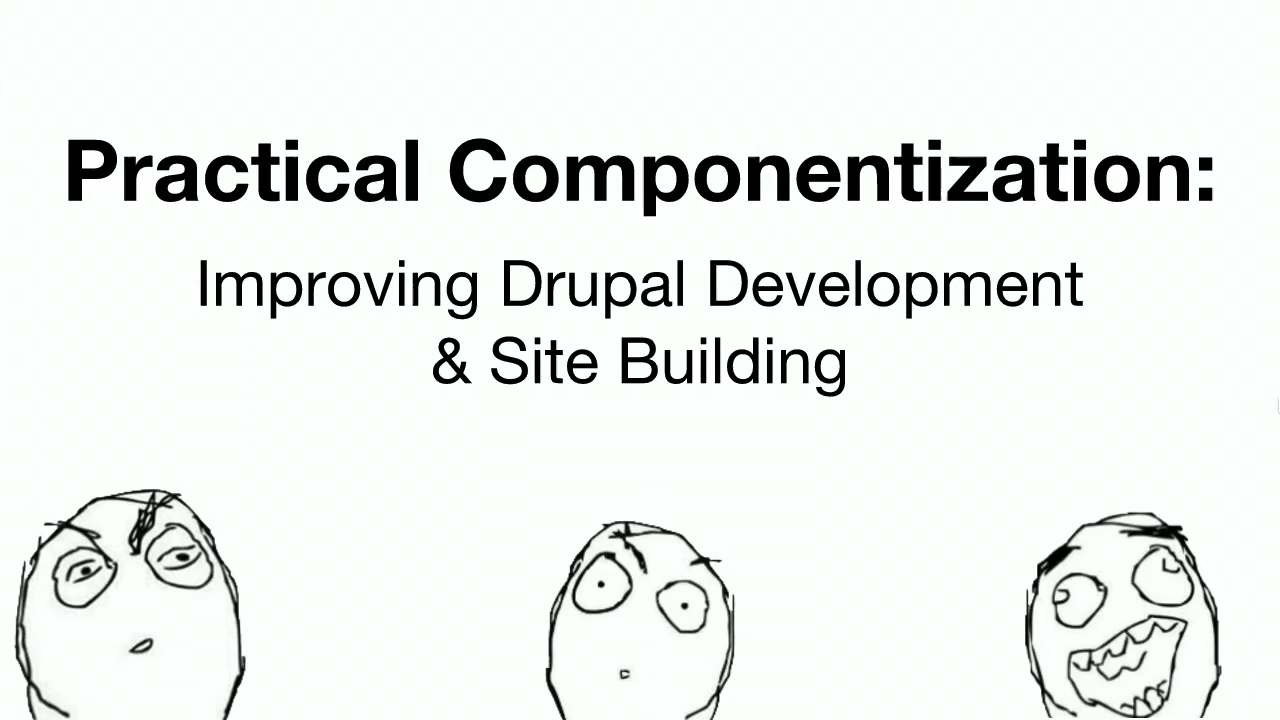 Practical Componentization:
Improving Drupal Development
& Site Building